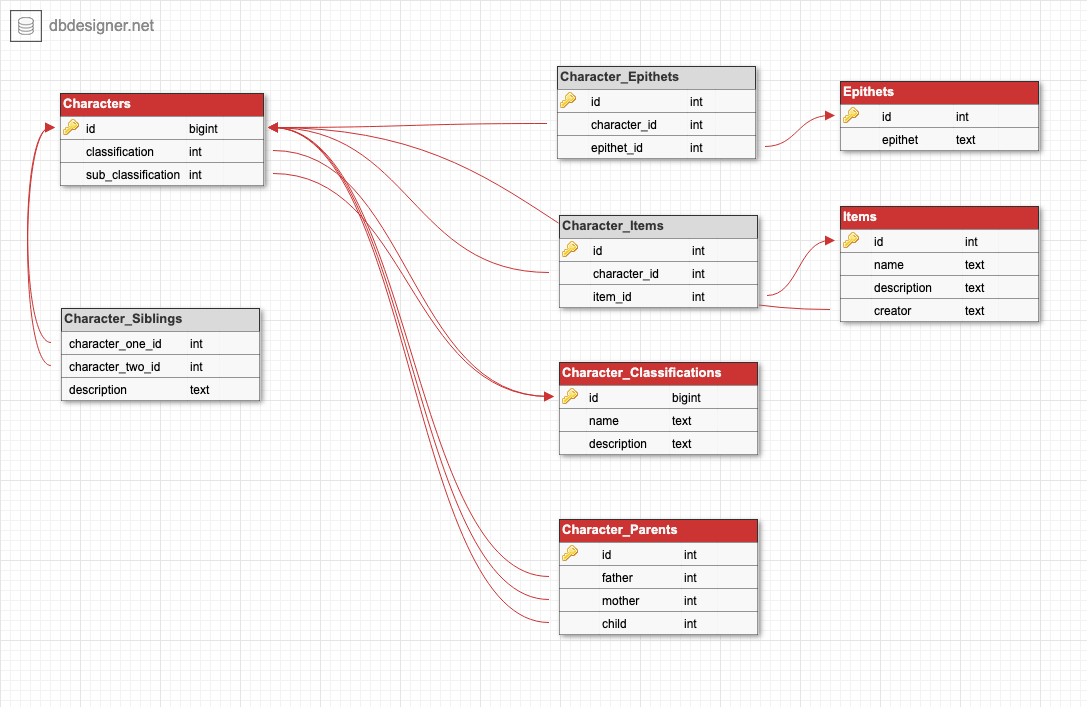 dbdesigner.net
Characters
id bigint
classification int
sub_classification int
Character_Siblings
character_one_id int
character_two_id int
description text
Character_Epithets
id int
character_id int
epithet_id int
Epithets
id int
epithet text
Character_Items
id int
character_id int
item_id int
Items
id int
name text
description text
creator text
Character_Classifications
id bigint
name text
description text
Character_Parents
id int
father int
mother int
child int